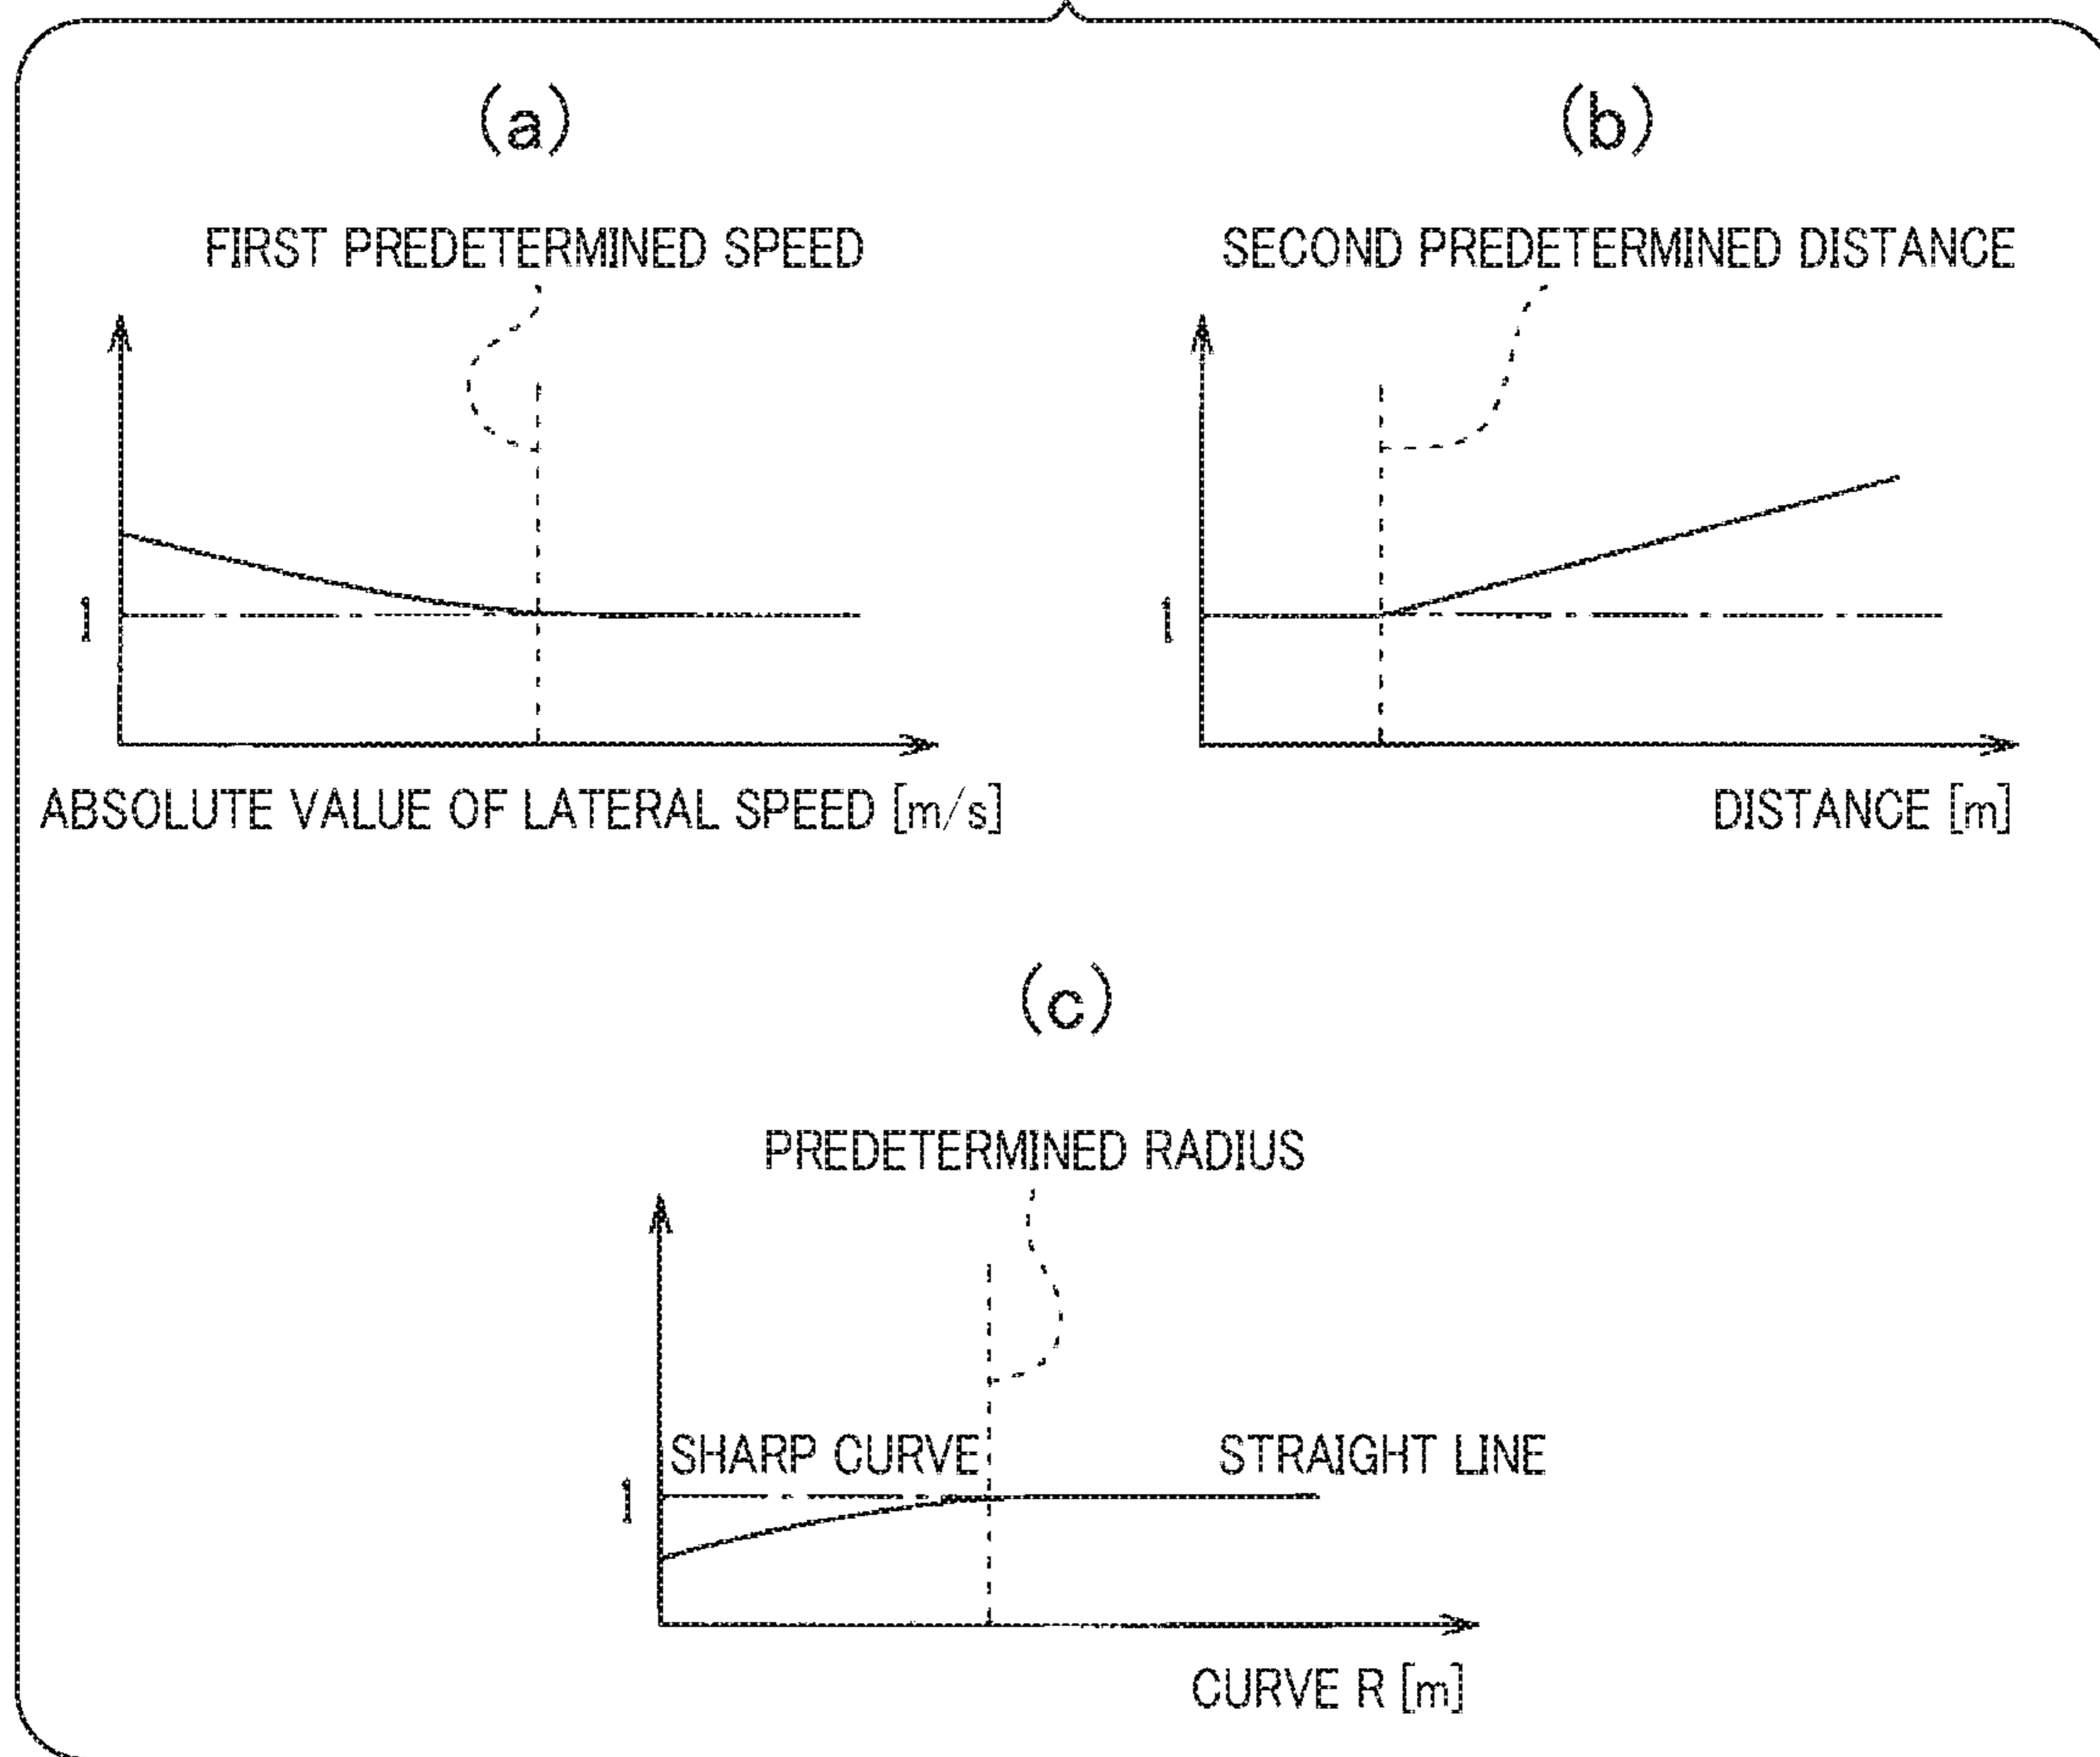 (a)
FIRST PREDETERMINED SPEED
1
ABSOLUTE VALUE OF LATERAL SPEED [m/s]
(b)
SECOND PREDETERMINED DISTANCE
1
DISTANCE [m]
(c)
PREDETERMINED RADIUS
SHARP CURVE
STRAIGHT LINE
1
CURVE R [m]